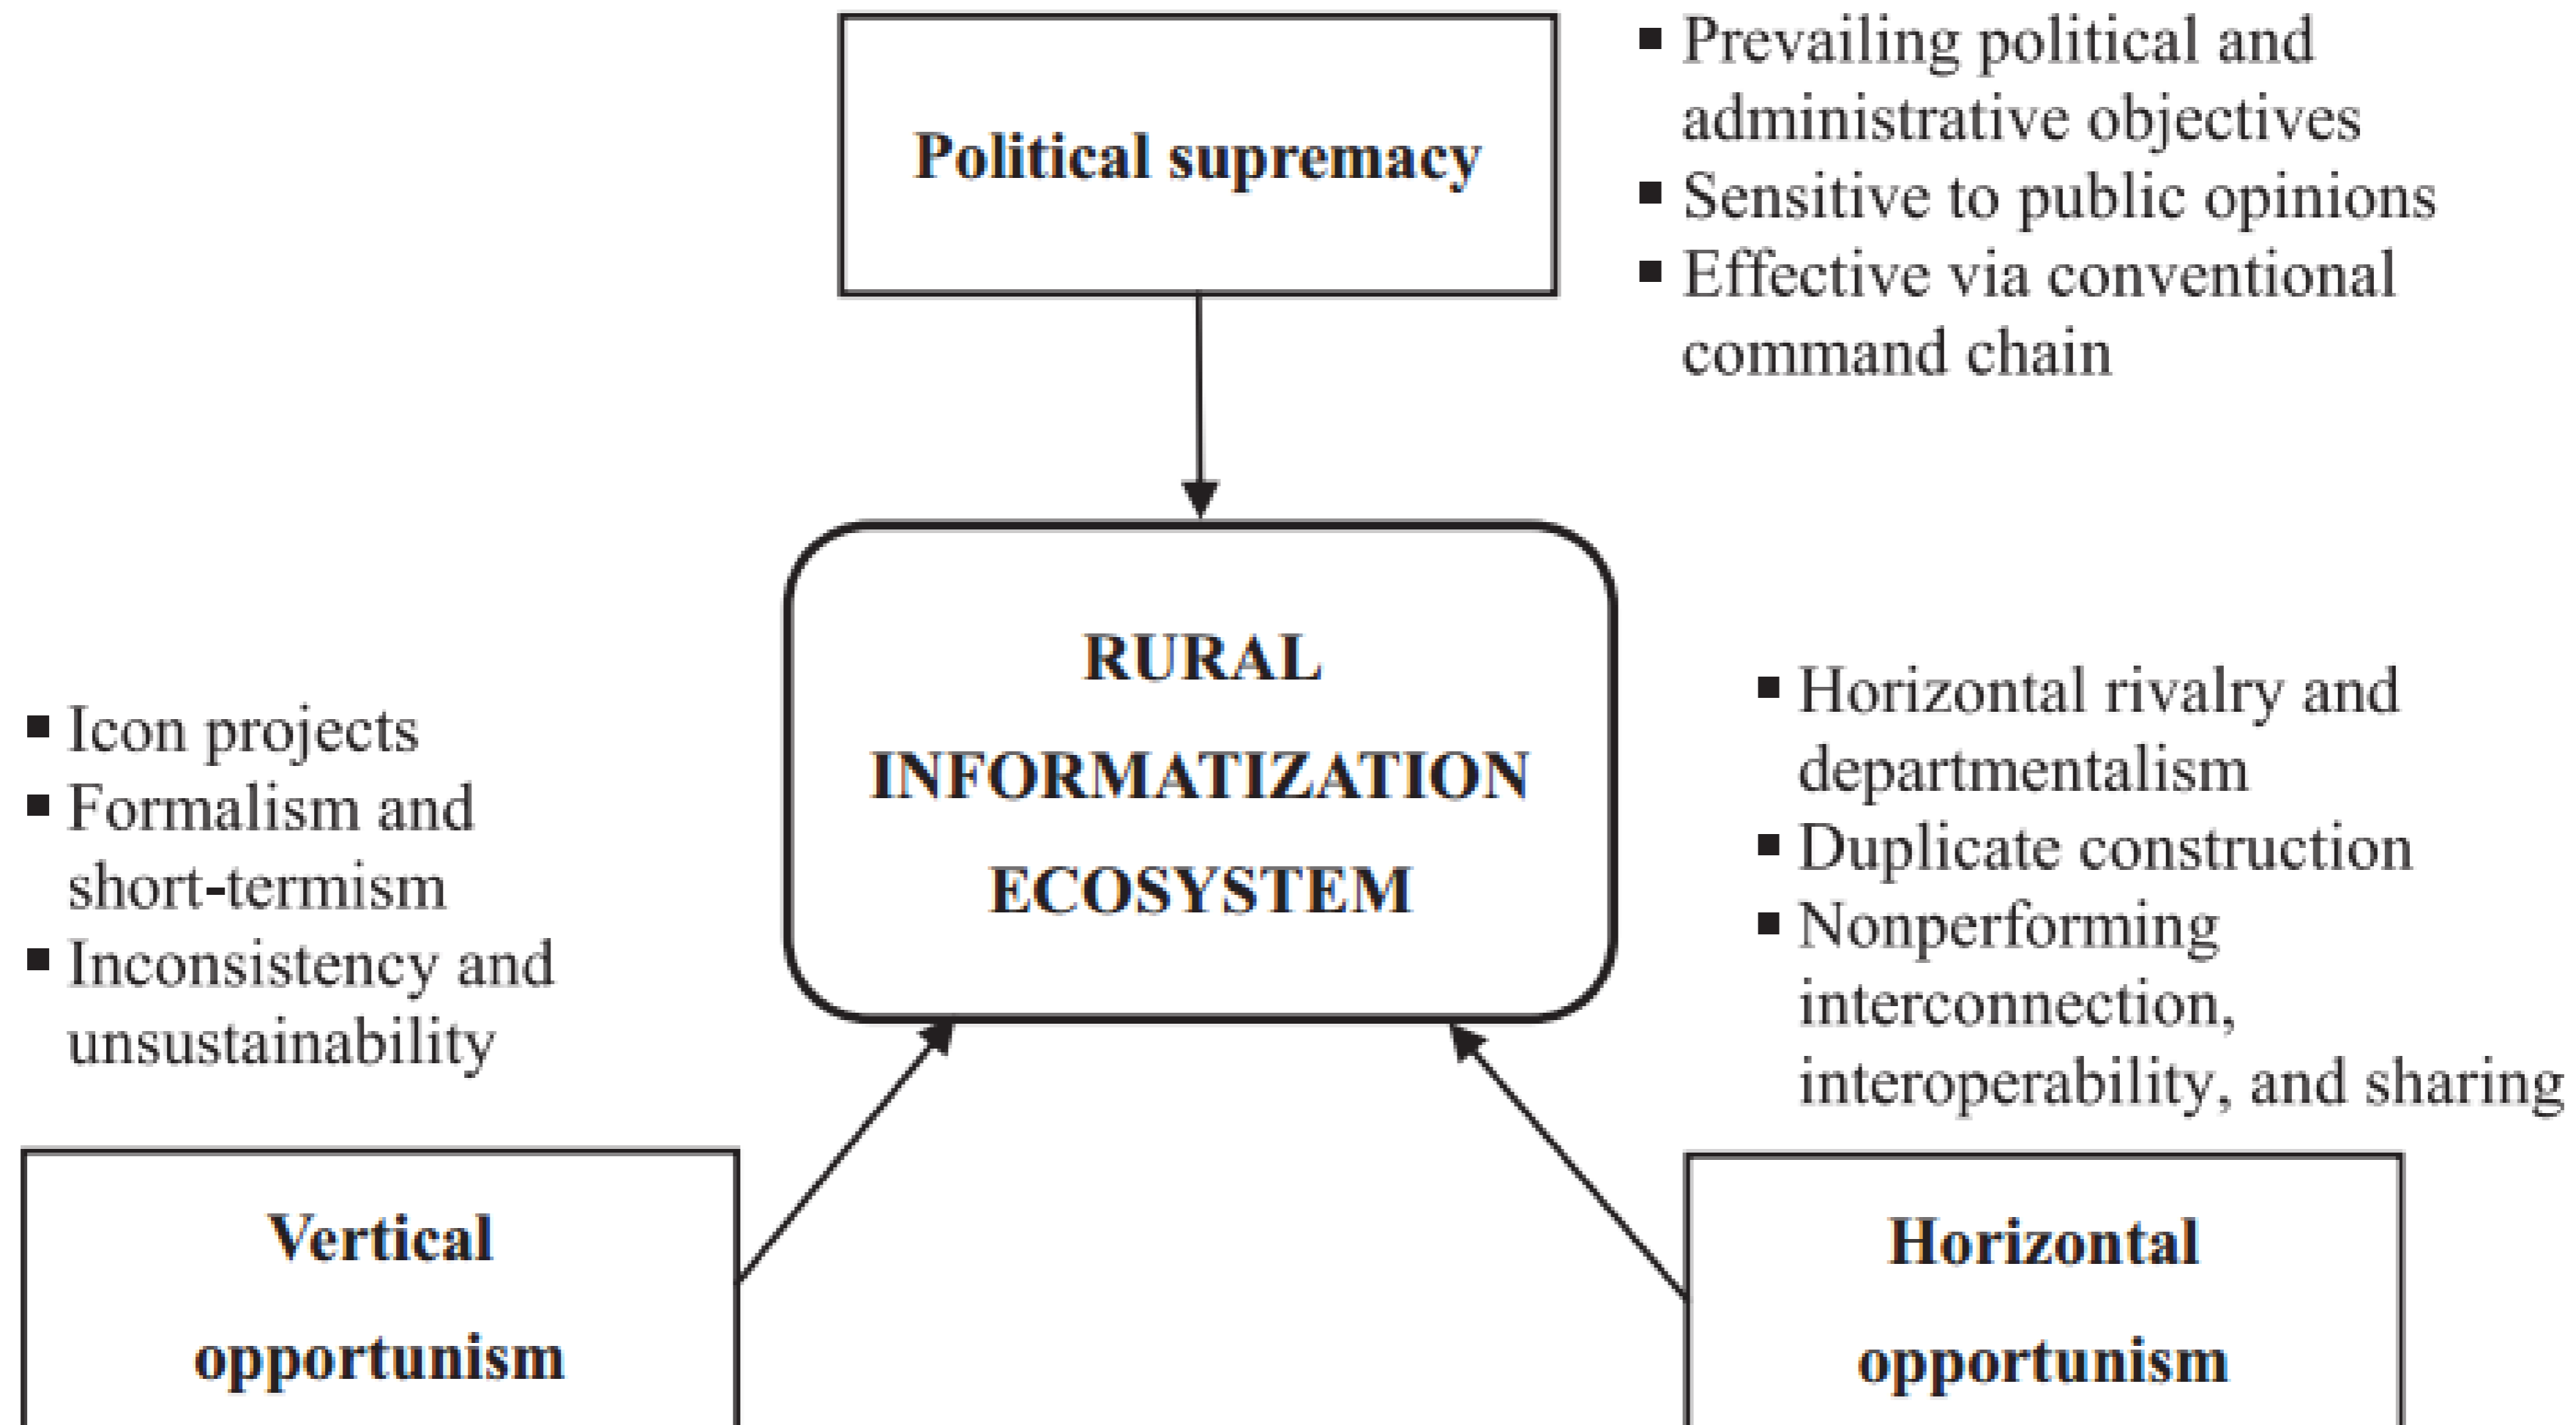 Political supremacy
▪ Prevailing political and
administrative objectives
▪ Sensitive to public opinions
▪ Effective via conventional
command chain
RURAL
INFORMATIZATION
ECOSYSTEM
▪ Icon projects
▪ Formalism and
short-termism
▪ Inconsistency and
unsustainability
▪ Horizontal rivalry and
departmentalism
▪ Duplicate construction
▪ Nonperforming
interconnection,
interoperability, and sharing
Vertical
opportunism
Horizontal
opportunism